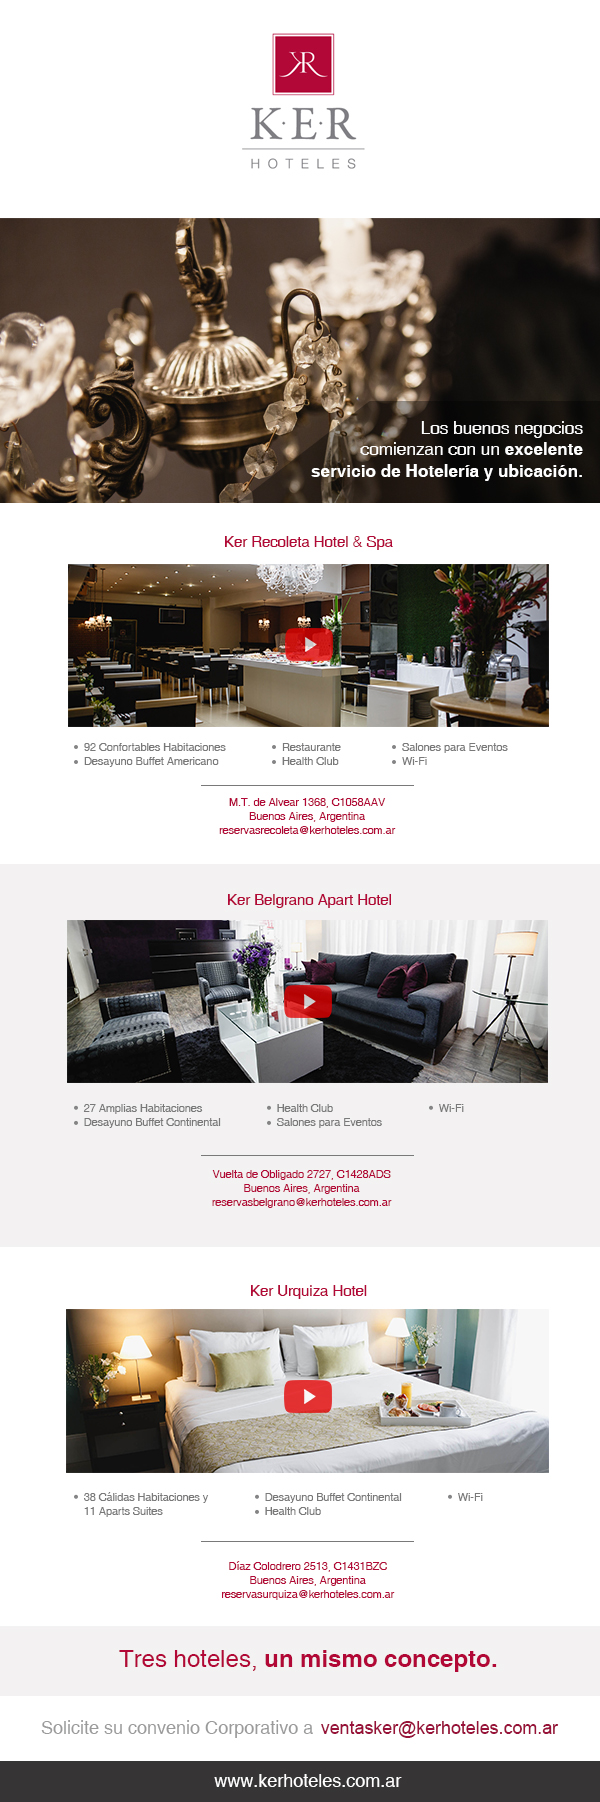 KR
K·E·R
HOTELES
Los buenos negocios
comienzan con un excelente
servicio de Hotelería y ubicación.
Ker Recoleta Hotel & Spa
• 92 Confortables Habitaciones • Restaurante • Salones para Eventos
• Desayuno Buffet Americano • Health Club • Wi-Fi
M.T. de Alvear 1368, C1058AAV
Buenos Aires, Argentina
reservasrecoleta@kerhoteles.com.ar
Ker Belgrano Apart Hotel
• 27 Amplias Habitaciones • Health Club • Wi-Fi
• Desayuno Buffet Continental • Salones para Eventos
Vuelta de Obligado 2727, C1428ADS
Buenos Aires, Argentina
reservasbelgrano@kerhoteles.com.ar
Ker Urquiza Hotel
• 38 Cálidas Habitaciones y • Desayuno Buffet Continental • Wi-Fi
11 Aparts Suites • Health Club
Díaz Colodrero 2513, C1431BZC
Buenos Aires, Argentina
reservasurquiza@kerhoteles.com.ar
Tres hoteles, un mismo concepto.
Solicite su convenio Corporativo a ventasker@kerhoteles.com.ar
www.kerhoteles.com.ar